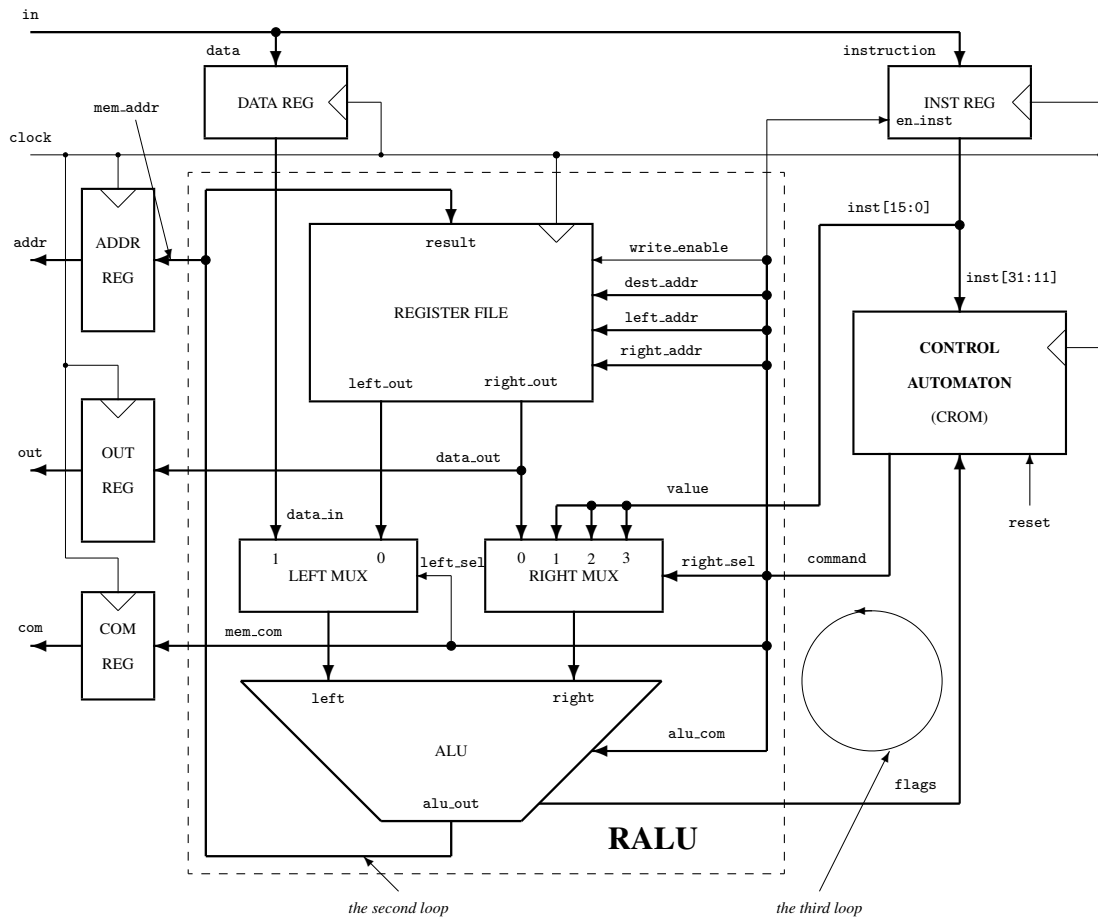 in
data
instruction
DATA REG
INST REG
mem_addr
en_inst
clock
inst[15:0]
result
write_enable
addr
ADDR
REG
inst[31:11]
dest_addr
REGISTER FILE
left_addr
right_addr
CONTROL
AUTOMATON
(CROM)
left_out
right_out
out
OUT
REG
data_out
value
data_in
reset
1
0
0
1
2
3
LEFT MUX
left_sel
RIGHT MUX
right_sel
command
com
COM
REG
mem_com
left
right
ALU
alu_com
flags
alu_out
RALU
the second loop
the third loop